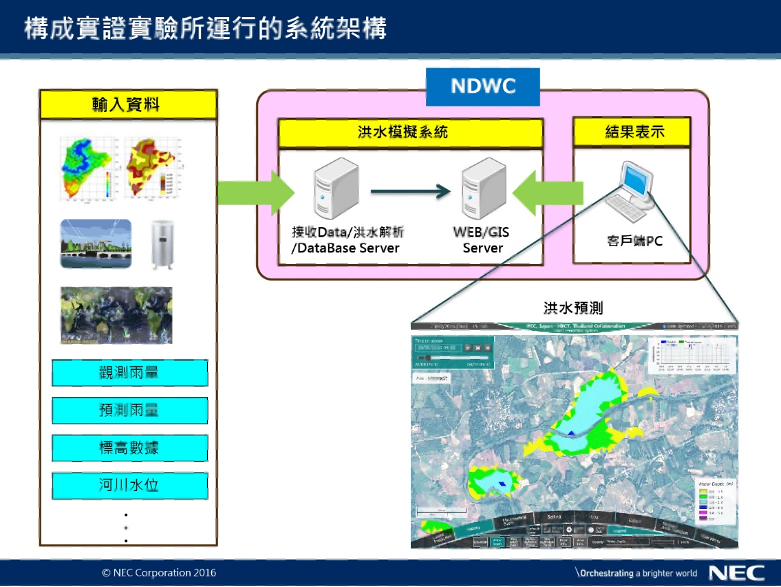 構成實證實驗所運行的系統架構
NDWC
輸入資料
洪水模擬系統
結果表示
接收Data/洪水解析
/DataBase Server
WEB/GIS
Server
客戶端PC
洪水預測
NEC, Japan - NDCT, Thailand Collaboration
觀測雨量
預測雨量
標高數據
河川水位
Water Depth (m)
© NEC Corporation 2016
\Orchestrating a brighter world
NEC